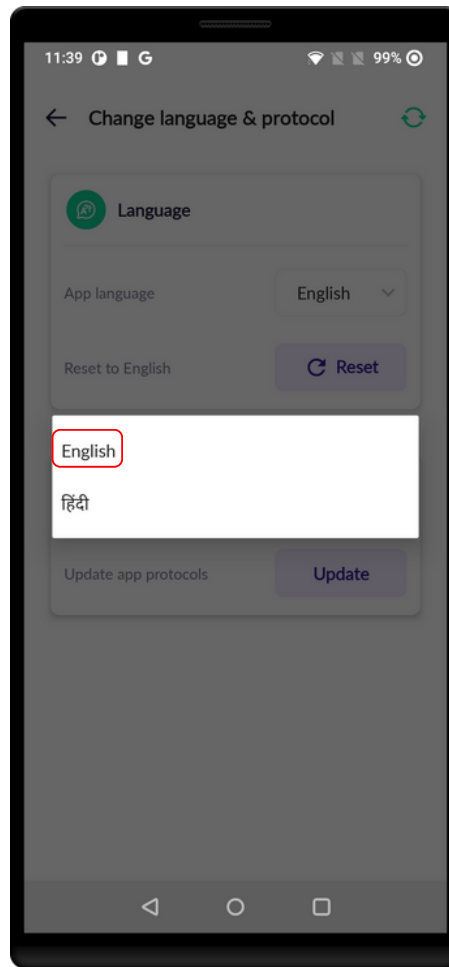 11:39 G 99%
Change language & protocol
Language
App language English
Reset to English Reset
English
हिंदी
Update app protocols Update